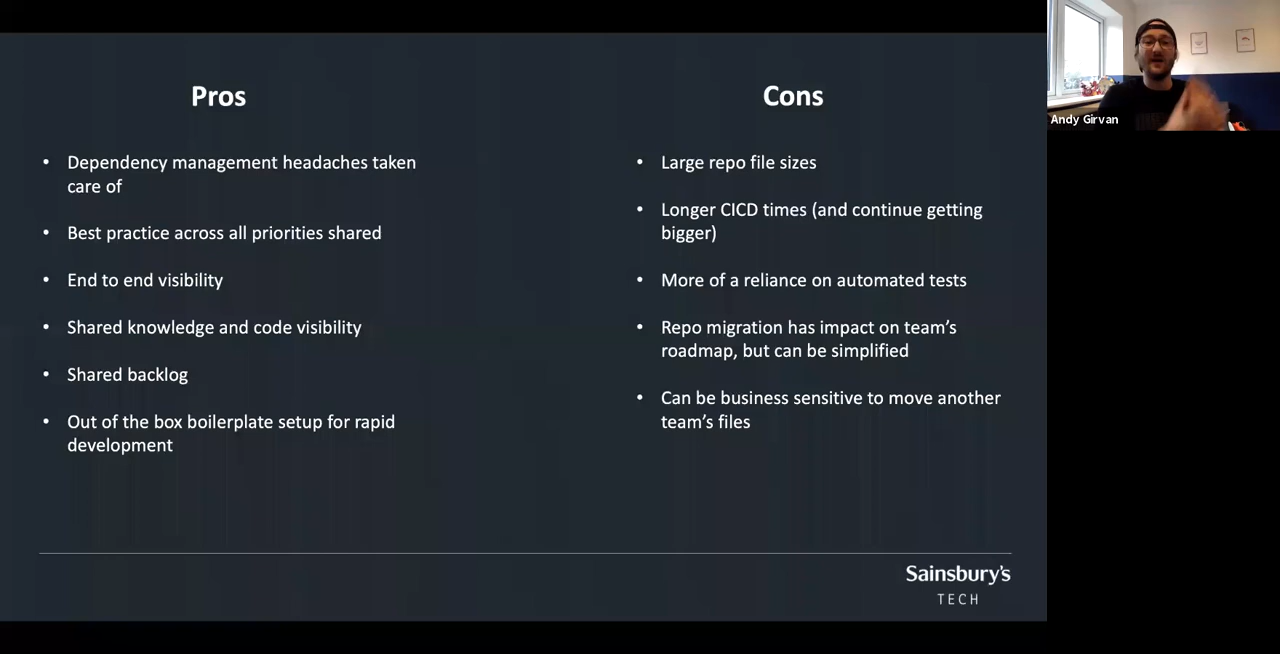 Pros
Dependency management headaches taken
care of
Best practice across all priorities shared
End to end visibility
Shared knowledge and code visibility
Shared backlog
Out of the box boilerplate setup for rapid
development
Cons
Large repo file sizes
Longer CICD times (and continue getting
bigger)
More of a reliance on automated tests
Repo migration has impact on team's
roadmap, but can be simplified
Can be business sensitive to move another
team's files
Sainsbury's
TECH
Andy Girvan